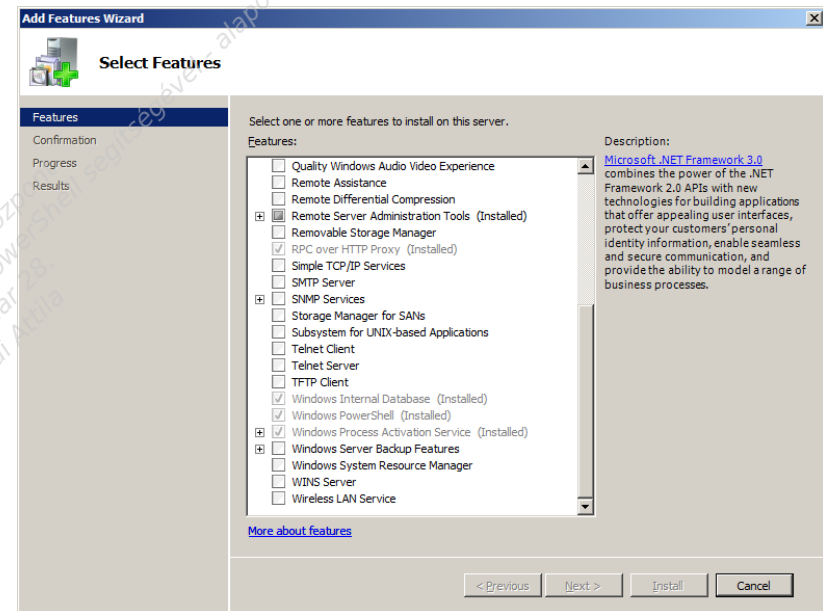 Add Features Wizard
Select Features
Features
Confirmation
Progress
Results
Select one or more features to install on this server.
Features:
Quality Windows Audio Video Experience
Remote Assistance
Remote Differential Compression
Remote Server Administration Tools (Installed)
Removable Storage Manager
RPC over HTTP Proxy (Installed)
Simple TCP/IP Services
SMTP Server
SNMP Services
Storage Manager for SANs
Subsystem for UNIX-based Applications
Telnet Client
Telnet Server
TFTP Client
Windows Internal Database (Installed)
Windows PowerShell (Installed)
Windows Process Activation Service (Installed)
Windows Server Backup Features
Windows System Resource Manager
WINS Server
Wireless LAN Service
More about features
Description:
Microsoft .NET Framework 3.0
combines the power of the .NET
Framework 2.0 APIs with new
technologies for building applications
that offer appealing user interfaces,
protect your customers' personal
identity information, enable seamless
and secure communication, and
provide the ability to model a range of
business processes.
< Previous
Next >
Install
Cancel
segítségével
28.
Attila